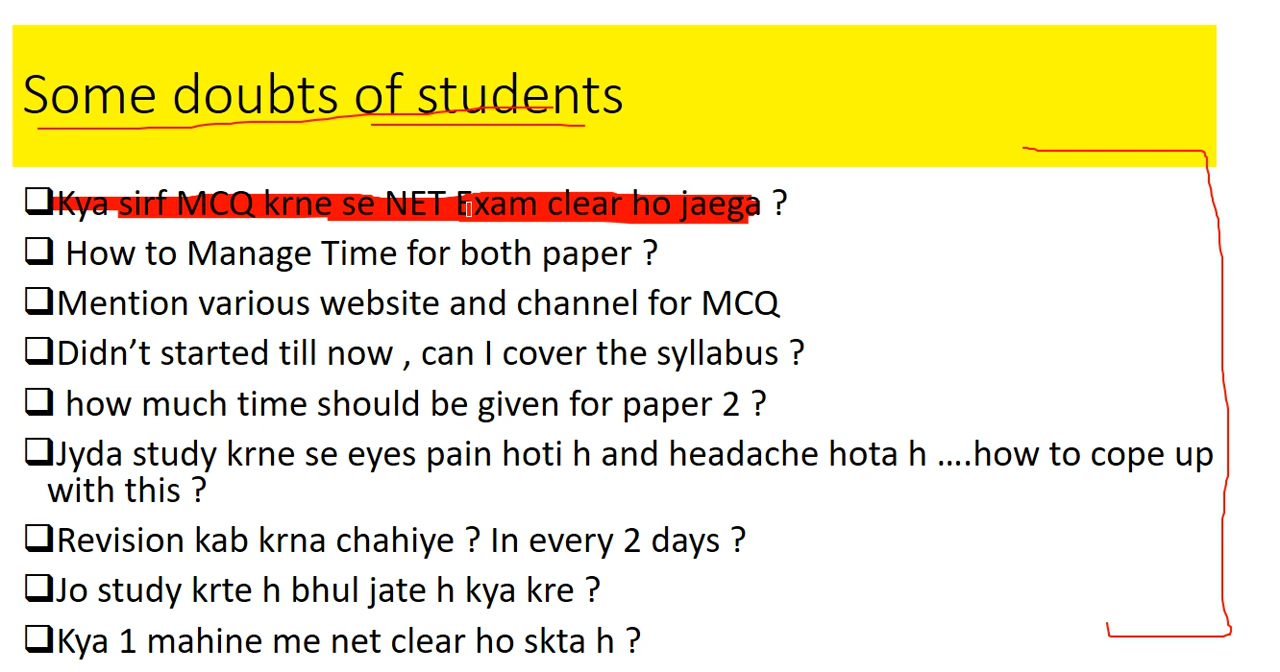 Some doubts of students
Kya sirf MCQ krne se NET Exam clear ho jaega ?
How to Manage Time for both paper ?
Mention various website and channel for MCQ
Didn’t started till now , can I cover the syllabus ?
how much time should be given for paper 2 ?
Jyda study krne se eyes pain hoti h and headache hota h ....how to cope up
with this ?
Revision kab krna chahiye ? In every 2 days ?
Jo study krte h bhul jate h kya kre ?
Kya 1 mahine me net clear ho skta h ?